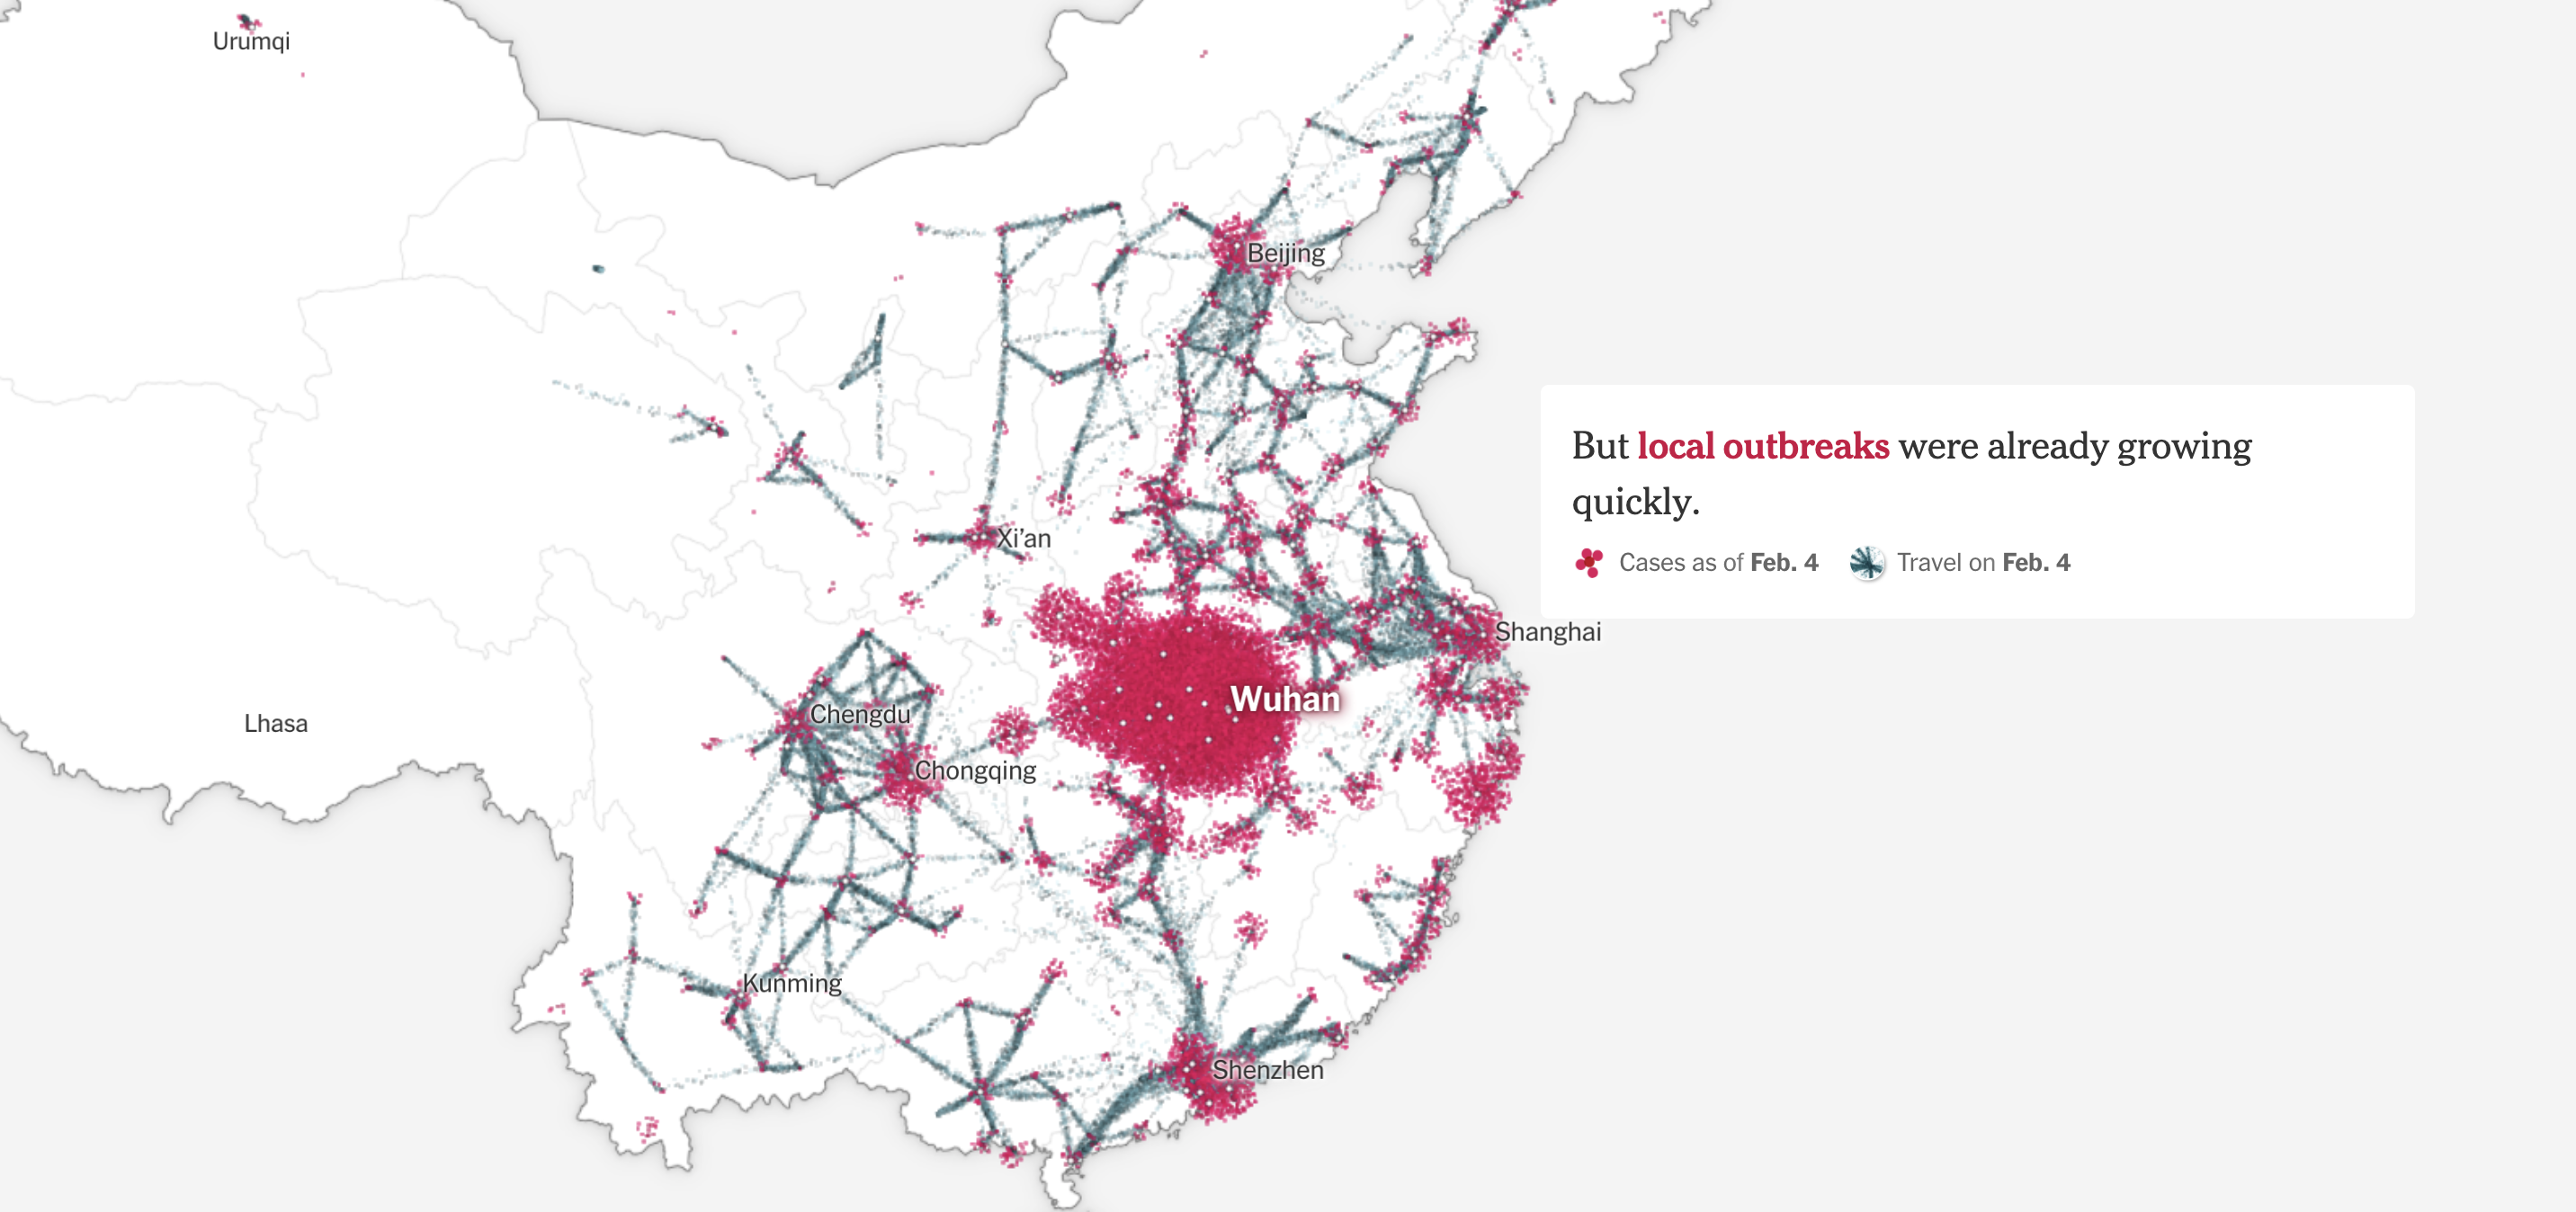 Urumqi
Beijing
But local outbreaks were already growing
quickly.
Xi’an
Cases as of Feb. 4 Travel on Feb. 4
Shanghai
Wuhan
Chengdu
Lhasa
Chongqing
Kunming
Shenzhen